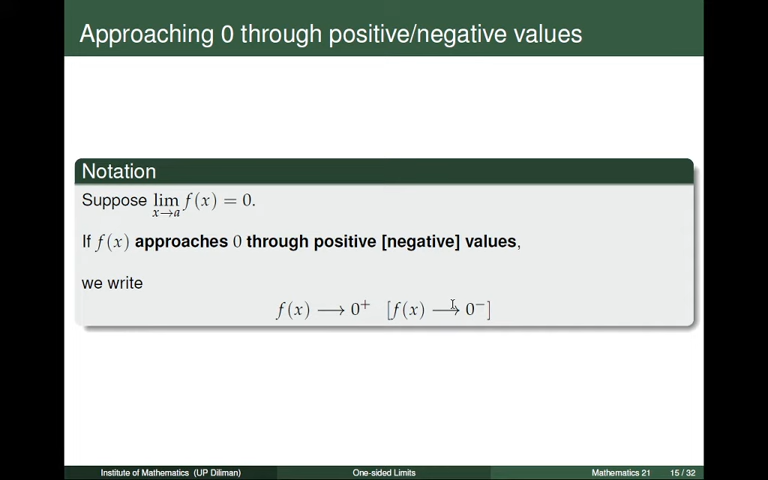 Approaching 0 through positive/negative values
Notation
Suppose lim f(x) = 0.
x→a
If f(x) approaches 0 through positive [negative] values,
we write
f(x) ⟶ 0⁺ [f(x) ⟶ 0⁻]
Institute of Mathematics (UP Diliman) One-sided Limits Mathematics 21 15 / 32